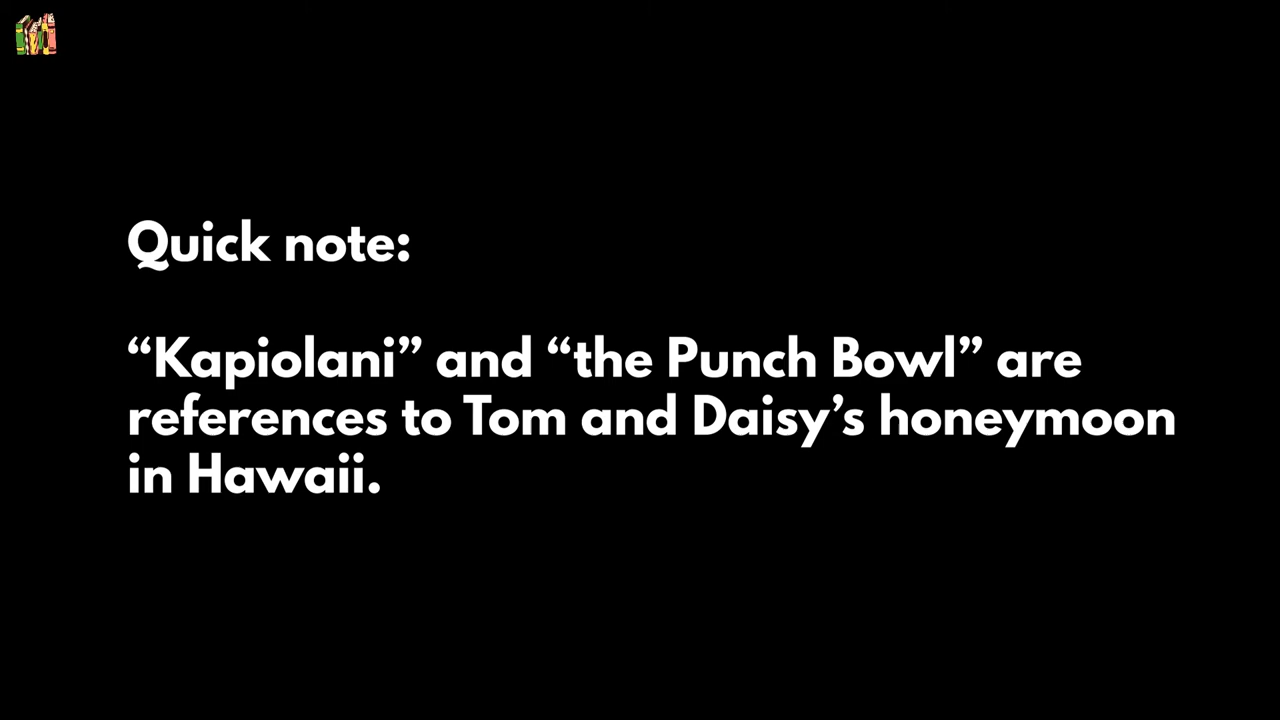 Quick note:
“Kapiolani” and “the Punch Bowl” are
references to Tom and Daisy’s honeymoon
in Hawaii.